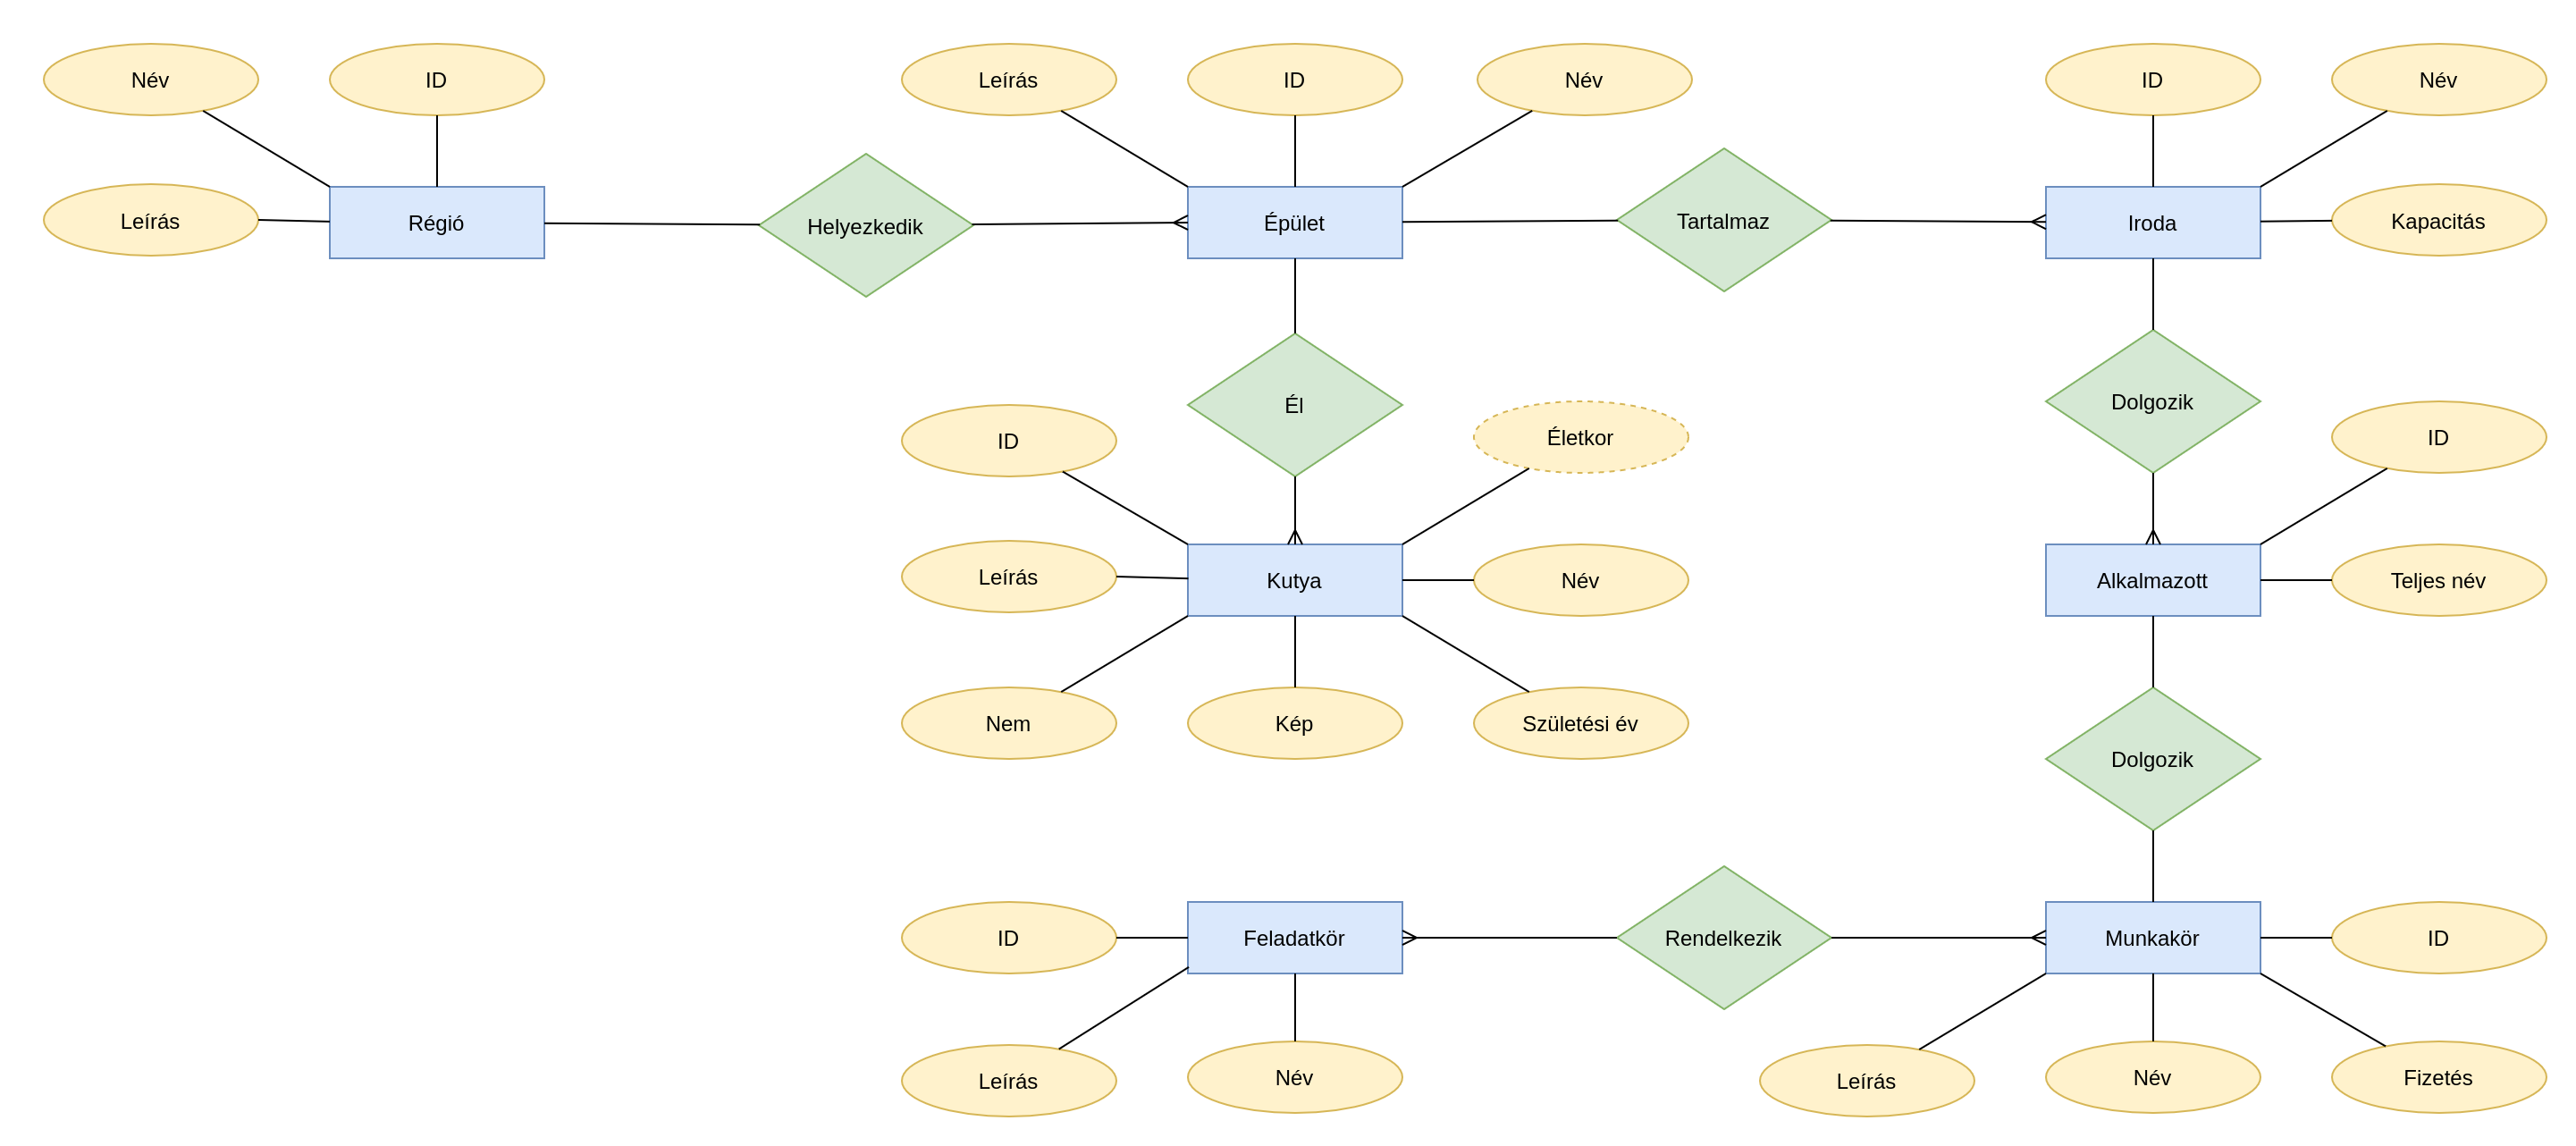 Név
ID
Leírás
ID
Név
ID
Név
Leírás
Régió
Helyezkedik
Épület
Tartalmaz
Iroda
Kapacitás
Él
Dolgozik
ID
Életkor
ID
Leírás
Kutya
Név
Alkalmazott
Teljes név
Nem
Kép
Születési év
Dolgozik
ID
Feladatkör
Rendelkezik
Munkakör
ID
Leírás
Név
Leírás
Név
Fizetés